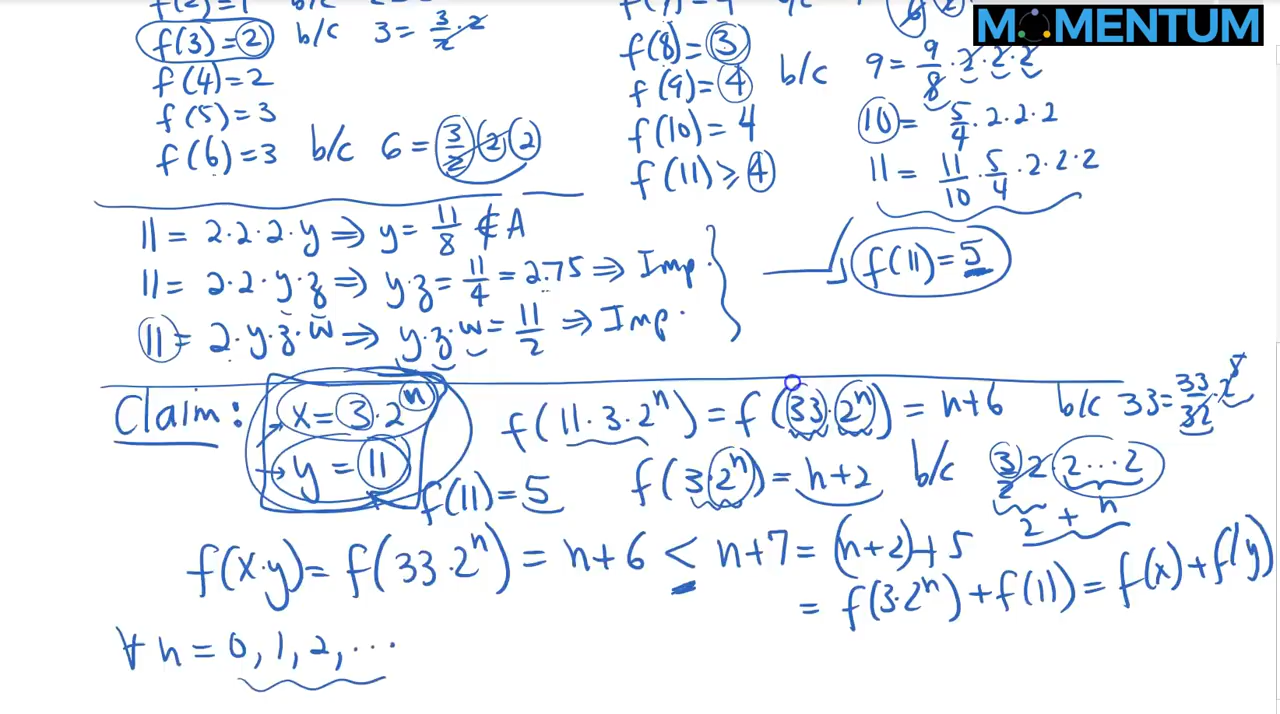 MOMENTUM
f(3)=2 b/c 3 = 3/2 · 2
f(4)=2
f(5)=3
f(6)=3 b/c 6 = 3/2 · 2 · 2
f(8)=3
f(9)=4 b/c 9 = 9/8 · 2 · 2 · 2
f(10)=4 10 = 5/4 · 2 · 2 · 2
f(11) ⩾ 4 11 = 11/10 · 5/4 · 2 · 2 · 2
11 = 2·2·2·y ⇒ y = 11/8 ∉ A
11 = 2·2·y·z ⇒ y·z = 11/4 = 2.75 ⇒ Imp.
11 = 2·y·z·w ⇒ y·z·w = 11/2 ⇒ Imp.
f(11)=5
Claim: x = 3·2^n f(11·3·2^n) = f(33·2^n) = n+6 b/c 33 = 33/32 ·
y = 11 f(11)=5 f(3·2^n) = n+2 b/c 3/2 · 2 2···2
2 + n
f(x·y) = f(33·2^n) = n+6 < n+7 = (n+2)+5
= f(3·2^n)+f(11) = f(x)+f(y)
∀ n = 0, 1, 2, ···